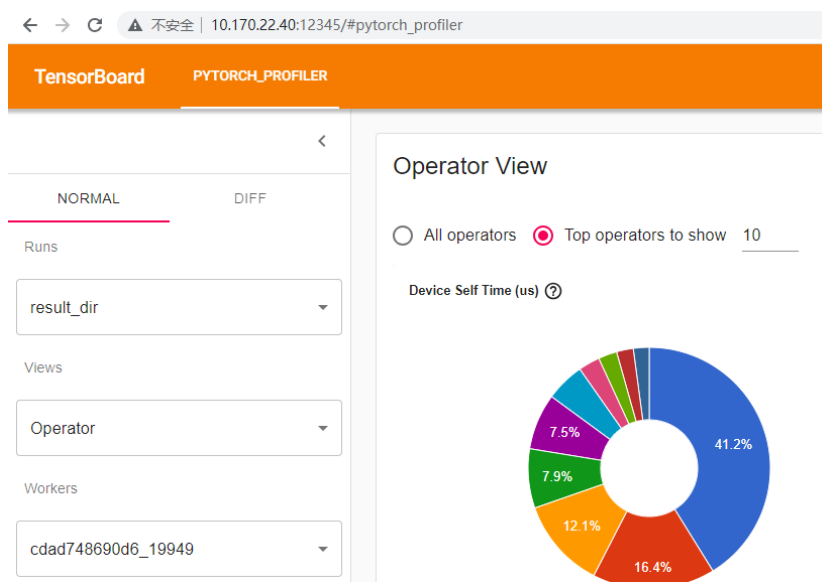 不安全 | 10.170.22.40:12345/#pytorch_profiler
TensorBoard PYTORCH_PROFILER
NORMAL DIFF
Runs
result_dir
Views
Operator
Workers
cdad748690d6_19949
Operator View
All operators Top operators to show 10
Device Self Time (us) ?
41.2%
7.5%
7.9%
12.1%
16.4%